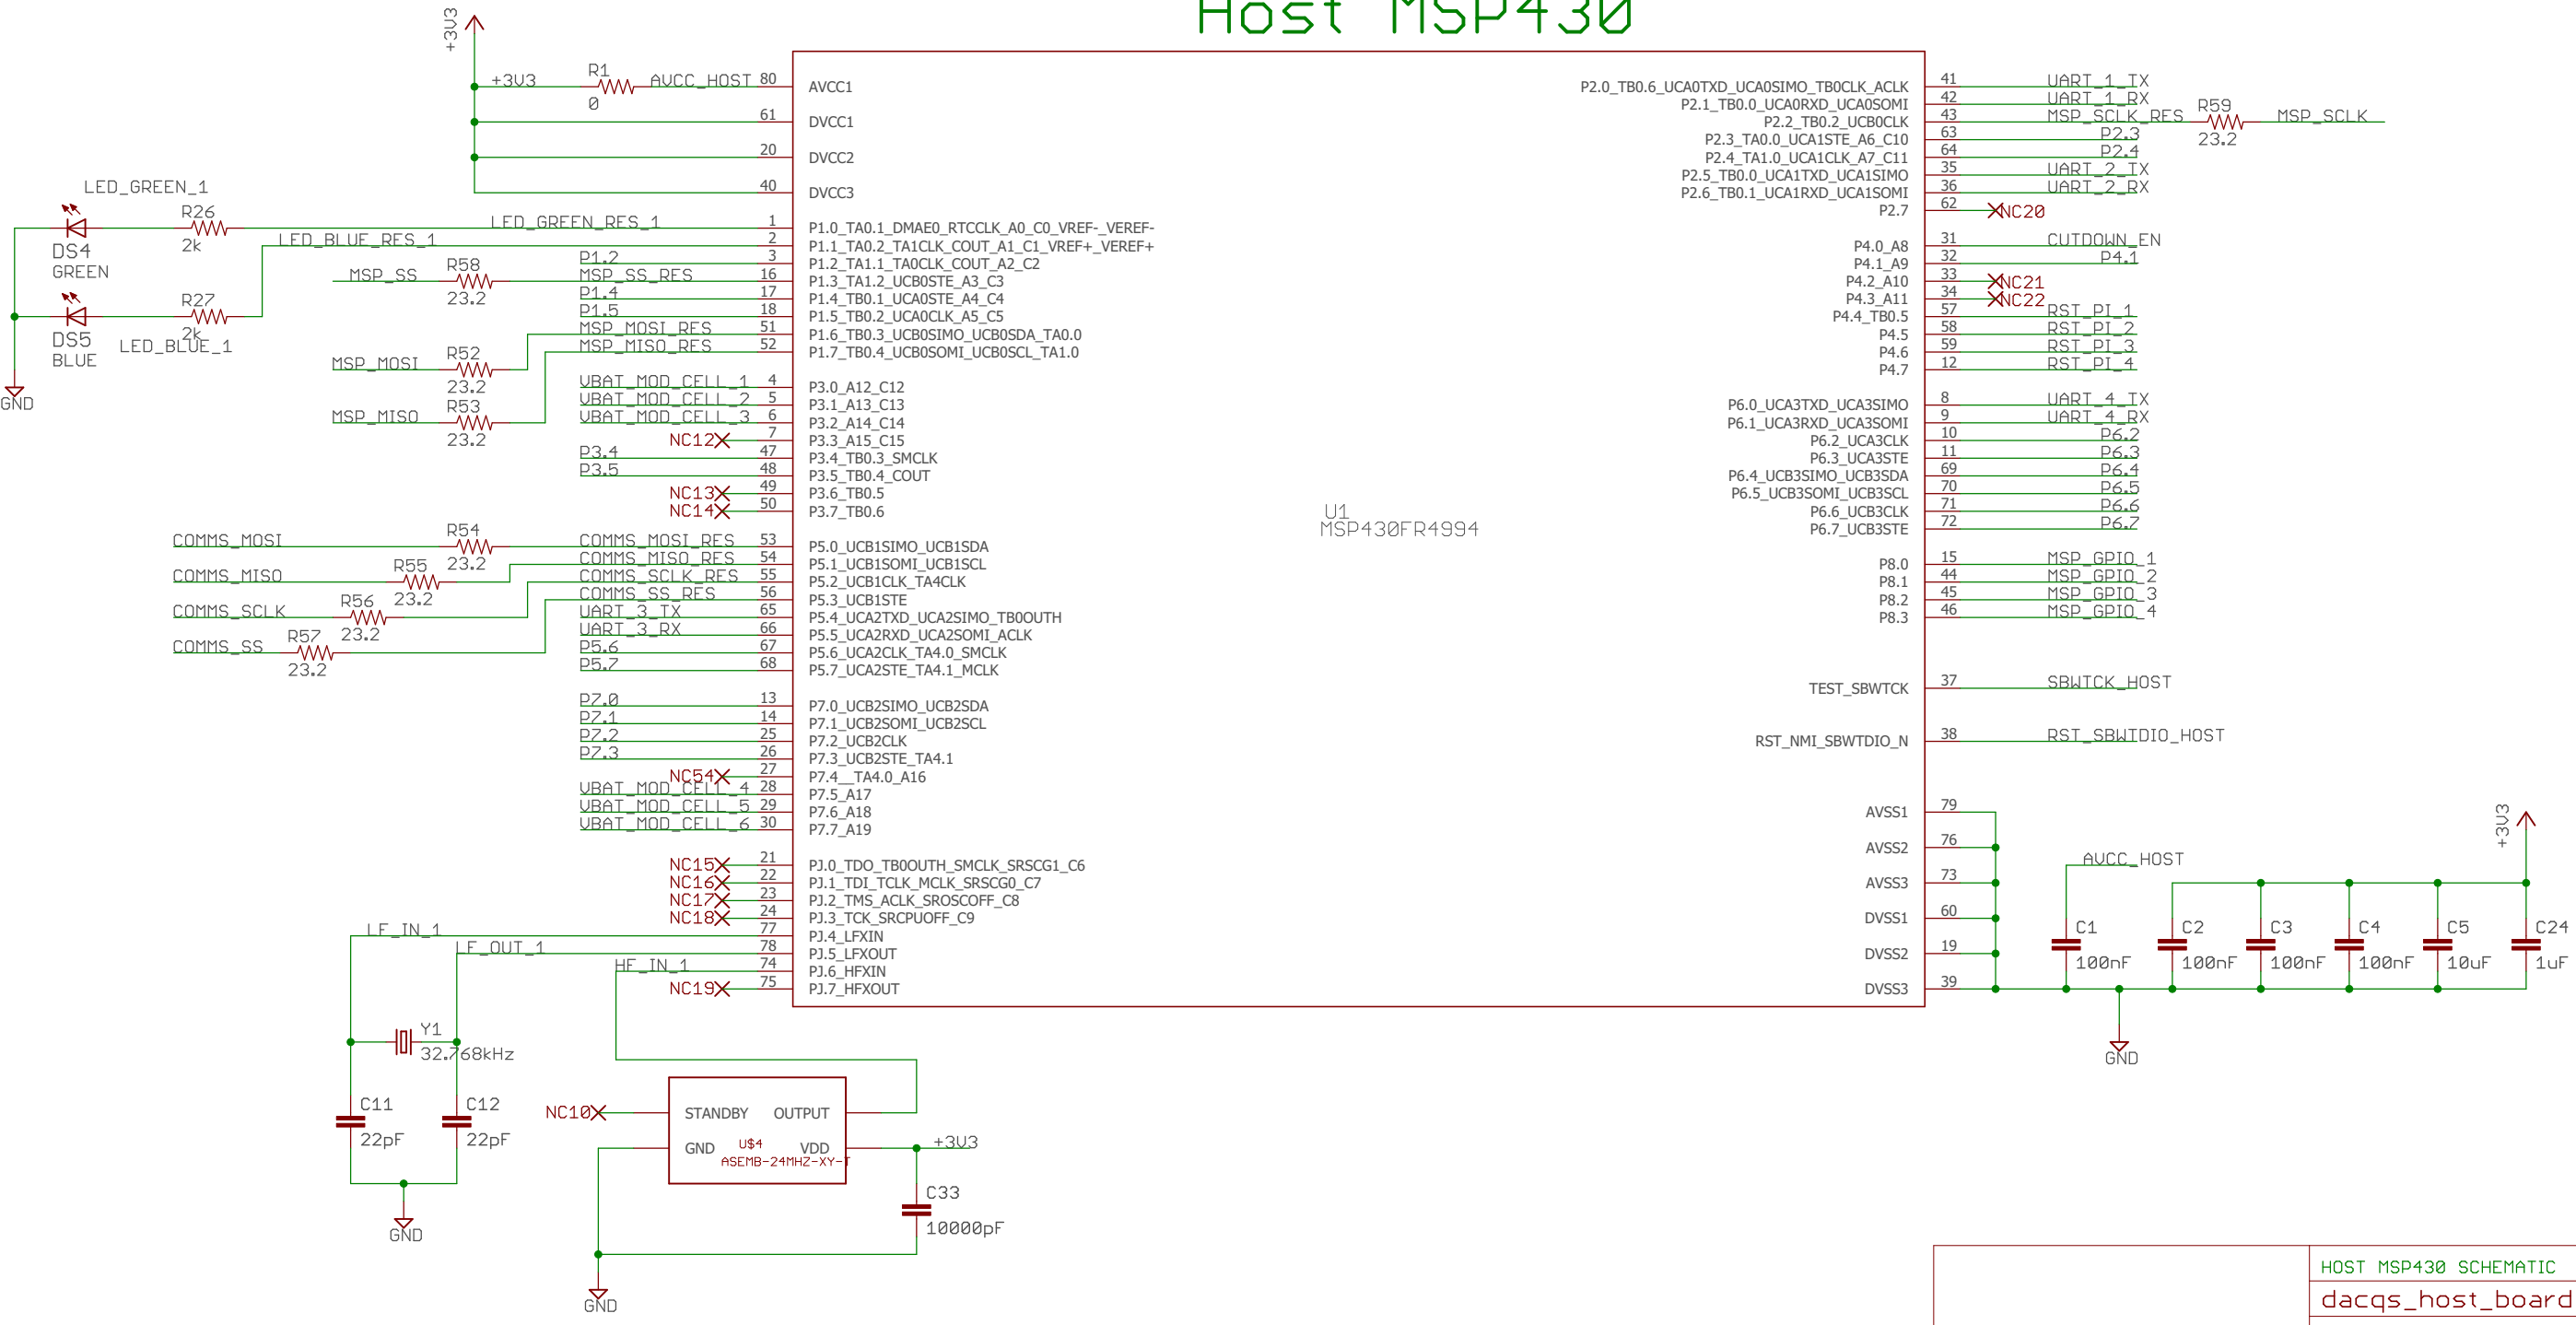 Host MSP430
+3V3
+3V3
R1
0
AVCC_HOST
80 AVCC1
61 DVCC1
20 DVCC2
40 DVCC3
LED_GREEN_1
R26
2k
DS4
GREEN
LED_GREEN_RES_1 1 P1.0_TA0.1_DMAE0_RTCCLK_A0_C0_VREF-_VEREF-
LED_BLUE_RES_1 2 P1.1_TA0.2_TA1CLK_COUT_A1_C1_VREF+_VEREF+
P1.2 3 P1.2_TA1.1_TA0CLK_COUT_A2_C2
MSP_SS R58 23.2 MSP_SS_RES 16 P1.3_TA1.2_UCB0STE_A3_C3
P1.4 17 P1.4_TB0.1_UCA0STE_A4_C4
P1.5 18 P1.5_TB0.2_UCA0CLK_A5_C5
MSP_MOSI_RES 51 P1.6_TB0.3_UCB0SIMO_UCB0SDA_TA0.0
MSP_MISO_RES 52 P1.7_TB0.4_UCB0SOMI_UCB0SCL_TA1.0
R27
2k
DS5
BLUE
LED_BLUE_1
GND
MSP_MOSI R52 23.2
MSP_MISO R53 23.2
VBAT_MOD_CELL_1 4 P3.0_A12_C12
VBAT_MOD_CELL_2 5 P3.1_A13_C13
VBAT_MOD_CELL_3 6 P3.2_A14_C14
NC12 7 P3.3_A15_C15
P3.4 47 P3.4_TB0.3_SMCLK
P3.5 48 P3.5_TB0.4_COUT
NC13 49 P3.6_TB0.5
NC14 50 P3.7_TB0.6
COMMS_MOSI R54 23.2 COMMS_MOSI_RES 53 P5.0_UCB1SIMO_UCB1SDA
COMMS_MISO R55 23.2 COMMS_MISO_RES 54 P5.1_UCB1SOMI_UCB1SCL
COMMS_SCLK R56 23.2 COMMS_SCLK_RES 55 P5.2_UCB1CLK_TA4CLK
COMMS_SS R57 23.2 COMMS_SS_RES 56 P5.3_UCB1STE
UART_3_TX 65 P5.4_UCA2TXD_UCA2SIMO_TB0OUTH
UART_3_RX 66 P5.5_UCA2RXD_UCA2SOMI_ACLK
P5.6 67 P5.6_UCA2CLK_TA4.0_SMCLK
P5.7 68 P5.7_UCA2STE_TA4.1_MCLK
P7.0 13 P7.0_UCB2SIMO_UCB2SDA
P7.1 14 P7.1_UCB2SOMI_UCB2SCL
P7.2 25 P7.2_UCB2CLK
P7.3 26 P7.3_UCB2STE_TA4.1
NC54 27 P7.4__TA4.0_A16
VBAT_MOD_CELL_4 28 P7.5_A17
VBAT_MOD_CELL_5 29 P7.6_A18
VBAT_MOD_CELL_6 30 P7.7_A19
NC15 21 PJ.0_TDO_TB0OUTH_SMCLK_SRSCG1_C6
NC16 22 PJ.1_TDI_TCLK_MCLK_SRSCG0_C7
NC17 23 PJ.2_TMS_ACLK_SROSCOFF_C8
NC18 24 PJ.3_TCK_SRCPUOFF_C9
LF_IN_1 77 PJ.4_LFXIN
LF_OUT_1 78 PJ.5_LFXOUT
HF_IN_1 74 PJ.6_HFXIN
NC19 75 PJ.7_HFXOUT
U1
MSP430FR4994
P2.0_TB0.6_UCA0TXD_UCA0SIMO_TB0CLK_ACLK 41 UART_1_TX
P2.1_TB0.0_UCA0RXD_UCA0SOMI 42 UART_1_RX
P2.2_TB0.2_UCB0CLK 43 MSP_SCLK_RES R59 23.2 MSP_SCLK
P2.3_TA0.0_UCA1STE_A6_C10 63 P2.3
P2.4_TA1.0_UCA1CLK_A7_C11 64 P2.4
P2.5_TB0.0_UCA1TXD_UCA1SIMO 35 UART_2_TX
P2.6_TB0.1_UCA1RXD_UCA1SOMI 36 UART_2_RX
P2.7 62 NC20
P4.0_A8 31 CUTDOWN_EN
P4.1_A9 32 P4.1
P4.2_A10 33 NC21
P4.3_A11 34 NC22
P4.4_TB0.5 57 RST_PI_1
P4.5 58 RST_PI_2
P4.6 59 RST_PI_3
P4.7 12 RST_PI_4
P6.0_UCA3TXD_UCA3SIMO 8 UART_4_TX
P6.1_UCA3RXD_UCA3SOMI 9 UART_4_RX
P6.2_UCA3CLK 10 P6.2
P6.3_UCA3STE 11 P6.3
P6.4_UCB3SIMO_UCB3SDA 69 P6.4
P6.5_UCB3SOMI_UCB3SCL 70 P6.5
P6.6_UCB3CLK 71 P6.6
P6.7_UCB3STE 72 P6.7
P8.0 15 MSP_GPIO_1
P8.1 44 MSP_GPIO_2
P8.2 45 MSP_GPIO_3
P8.3 46 MSP_GPIO_4
TEST_SBWTCK 37 SBWTCK_HOST
RST_NMI_SBWTDIO_N 38 RST_SBWTDIO_HOST
AVSS1 79
AVSS2 76
AVSS3 73
DVSS1 60
DVSS2 19
DVSS3 39
AVCC_HOST
+3V3
C1 100nF
C2 100nF
C3 100nF
C4 100nF
C5 10uF
C24 1uF
GND
Y1
32.768kHz
C11
22pF
C12
22pF
GND
NC10
STANDBY OUTPUT
GND U$4 VDD
ASEMB-24MHZ-XY-T
+3V3
C33
10000pF
GND
HOST MSP430 SCHEMATIC
dacqs_host_board